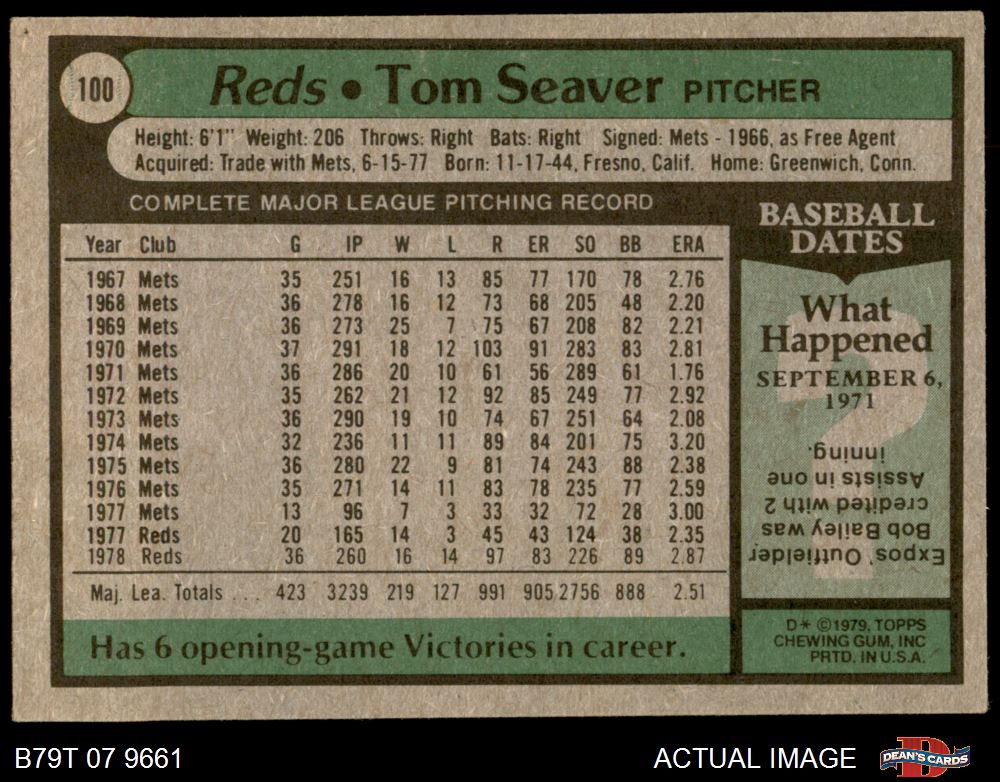 100
Reds • Tom Seaver PITCHER
Height: 6'1" Weight: 206 Throws: Right Bats: Right Signed: Mets - 1966, as Free Agent
Acquired: Trade with Mets, 6-15-77 Born: 11-17-44, Fresno, Calif. Home: Greenwich, Conn.
COMPLETE MAJOR LEAGUE PITCHING RECORD
Year Club G IP W L R ER SO BB ERA
1967 Mets 35 251 16 13 85 77 170 78 2.76
1968 Mets 36 278 16 12 73 68 205 48 2.20
1969 Mets 36 273 25 7 75 67 208 82 2.21
1970 Mets 37 291 18 12 103 91 283 83 2.81
1971 Mets 36 286 20 10 61 56 289 61 1.76
1972 Mets 35 262 21 12 92 85 249 77 2.92
1973 Mets 36 290 19 10 74 67 251 64 2.08
1974 Mets 32 236 11 11 89 84 201 75 3.20
1975 Mets 36 280 22 9 81 74 243 88 2.38
1976 Mets 35 271 14 11 83 78 235 77 2.59
1977 Mets 13 96 7 3 33 32 72 28 3.00
1977 Reds 20 165 14 3 45 43 124 38 2.35
1978 Reds 36 260 16 14 97 83 226 89 2.87
Maj. Lea. Totals ... 423 3239 219 127 991 905 2756 888 2.51
Has 6 opening-game Victories in career.
BASEBALL
DATES
?
What
Happened
SEPTEMBER 6,
1971
Expos' Outfielder
Bob Bailey was
credited with 2
Assists in one
inning.
D* ©1979, TOPPS
CHEWING GUM, INC
PRTD. IN U.S.A.
B79T 07 9661
ACTUAL IMAGE
D
DEAN'S CARDS